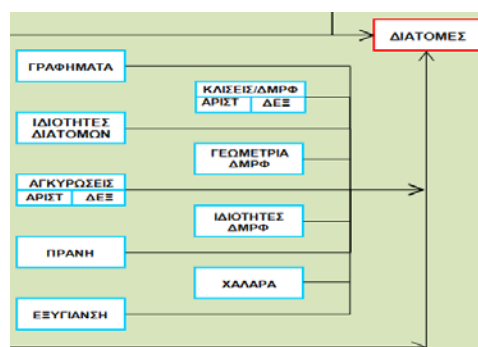 ΔΙΑΤΟΜΕΣ
ΓΡΑΦΗΜΑΤΑ
ΚΛΙΣΕΙΣ/ΔΜΡΦ
ΑΡΙΣΤ ΔΕΞ
ΙΔΙΟΤΗΤΕΣ
ΔΙΑΤΟΜΩΝ
ΓΕΩΜΕΤΡΙΑ
ΔΜΡΦ
ΑΓΚΥΡΩΣΕΙΣ
ΑΡΙΣΤ ΔΕΞ
ΙΔΙΟΤΗΤΕΣ
ΔΜΡΦ
ΠΡΑΝΗ
ΧΑΛΑΡΑ
ΕΞΥΓΙΑΝΣΗ